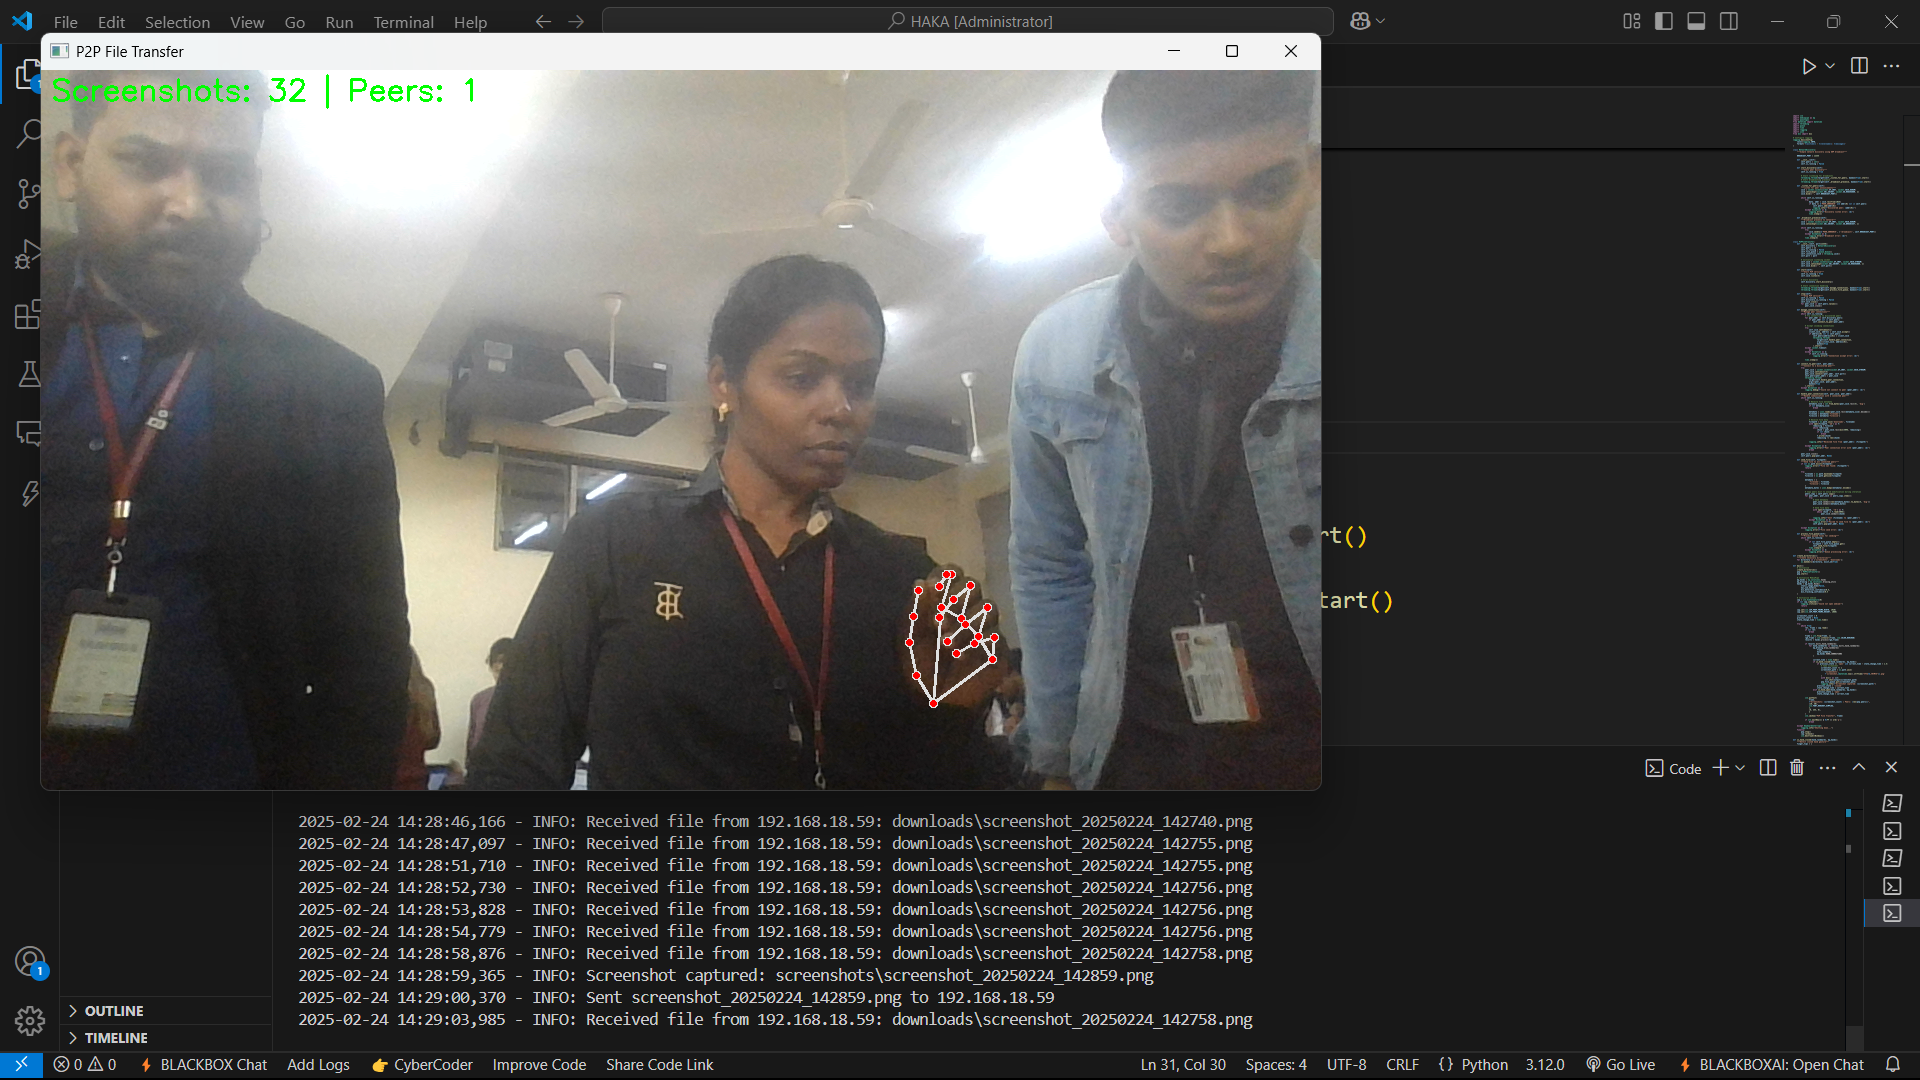 File Edit Selection View Go Run Terminal Help
HAKA [Administrator]
P2P File Transfer
Screenshots: 32 | Peers: 1
rt()
tart()
Code
2025-02-24 14:28:46,166 - INFO: Received file from 192.168.18.59: downloads\screenshot_20250224_142740.png
2025-02-24 14:28:47,097 - INFO: Received file from 192.168.18.59: downloads\screenshot_20250224_142755.png
2025-02-24 14:28:51,710 - INFO: Received file from 192.168.18.59: downloads\screenshot_20250224_142755.png
2025-02-24 14:28:52,730 - INFO: Received file from 192.168.18.59: downloads\screenshot_20250224_142756.png
2025-02-24 14:28:53,828 - INFO: Received file from 192.168.18.59: downloads\screenshot_20250224_142756.png
2025-02-24 14:28:54,779 - INFO: Received file from 192.168.18.59: downloads\screenshot_20250224_142756.png
2025-02-24 14:28:58,876 - INFO: Received file from 192.168.18.59: downloads\screenshot_20250224_142758.png
2025-02-24 14:28:59,365 - INFO: Screenshot captured: screenshots\screenshot_20250224_142859.png
2025-02-24 14:29:00,370 - INFO: Sent screenshot_20250224_142859.png to 192.168.18.59
2025-02-24 14:29:03,985 - INFO: Received file from 192.168.18.59: downloads\screenshot_20250224_142758.png
1
OUTLINE
TIMELINE
0 0 BLACKBOX Chat Add Logs CyberCoder Improve Code Share Code Link Ln 31, Col 30 Spaces: 4 UTF-8 CRLF {} Python 3.12.0 Go Live BLACKBOXAI: Open Chat